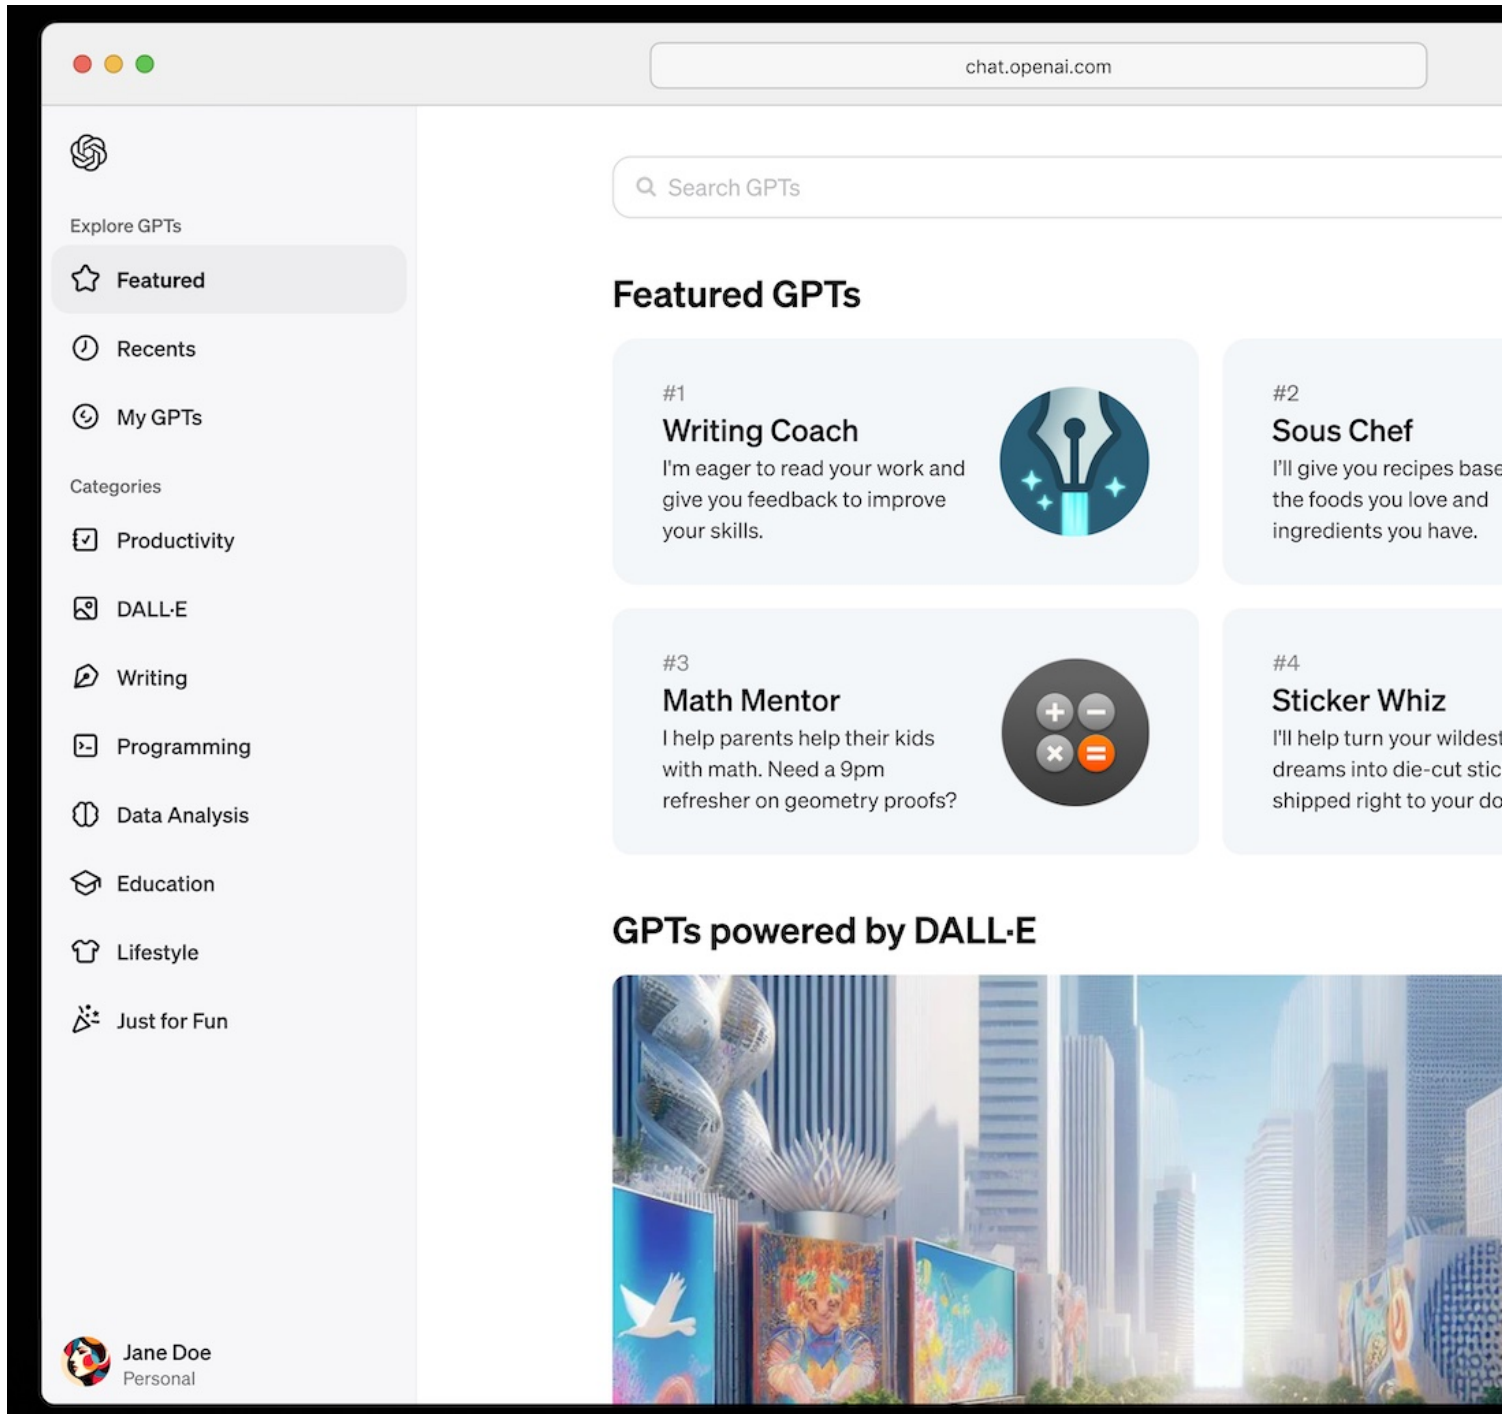 chat.openai.com
Explore GPTs
Featured
Recents
My GPTs
Categories
Productivity
DALL·E
Writing
Programming
Data Analysis
Education
Lifestyle
Just for Fun
Jane Doe
Personal
Search GPTs
Featured GPTs
#1
Writing Coach
I'm eager to read your work and
give you feedback to improve
your skills.
#2
Sous Chef
I’ll give you recipes
the foods you love and
ingredients you have.
#3
Math Mentor
I help parents help their kids
with math. Need a 9pm
refresher on geometry proofs?
#4
Sticker Whiz
I'll help turn your wildest
dreams into die-cut
shipped right to your
GPTs powered by DALL·E